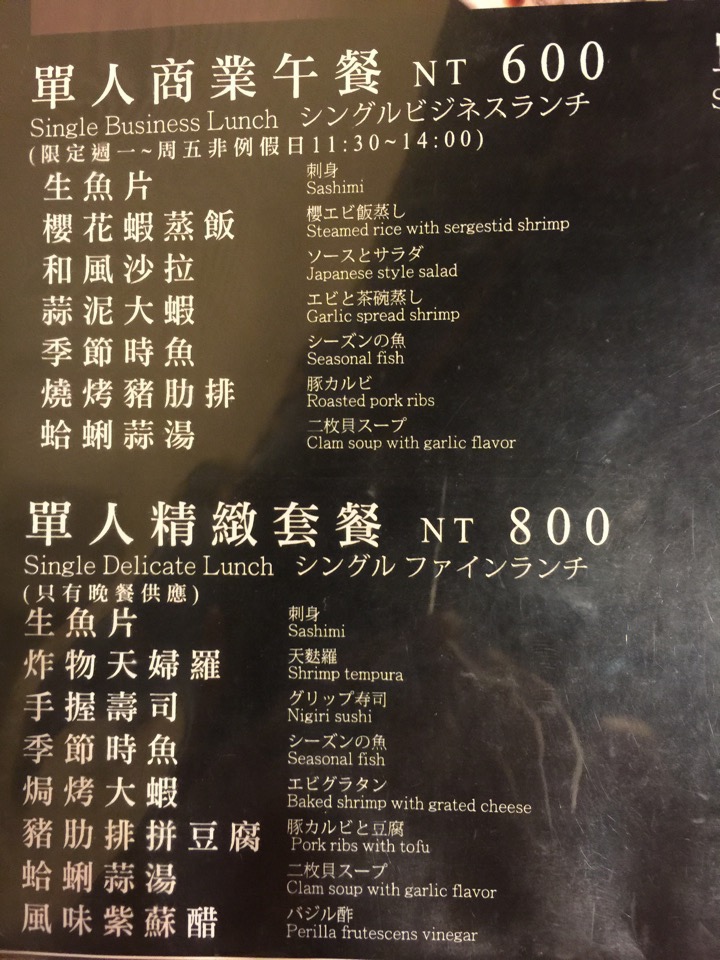 單人商業午餐 NT 600
Single Business Lunch シングルビジネスランチ
(限定週一~周五非例假日11:30~14:00)
生魚片 刺身
Sashimi
櫻花蝦蒸飯 櫻エビ飯蒸し
Steamed rice with sergestid shrimp
和風沙拉 ソースとサラダ
Japanese style salad
蒜泥大蝦 エビと茶碗蒸し
Garlic spread shrimp
季節時魚 シーズンの魚
Seasonal fish
燒烤豬肋排 豚カルビ
Roasted pork ribs
蛤蜊蒜湯 二枚貝スープ
Clam soup with garlic flavor
單人精緻套餐 NT 800
Single Delicate Lunch シングル ファインランチ
(只有晚餐供應)
生魚片 刺身
Sashimi
炸物天婦羅 天麩羅
Shrimp tempura
手握壽司 グリップ寿司
Nigiri sushi
季節時魚 シーズンの魚
Seasonal fish
焗烤大蝦 エビグラタン
Baked shrimp with grated cheese
豬肋排拼豆腐 豚カルビと豆腐
Pork ribs with tofu
蛤蜊蒜湯 二枚貝スープ
Clam soup with garlic flavor
風味紫蘇醋 バジル酢
Perilla frutescens vinegar